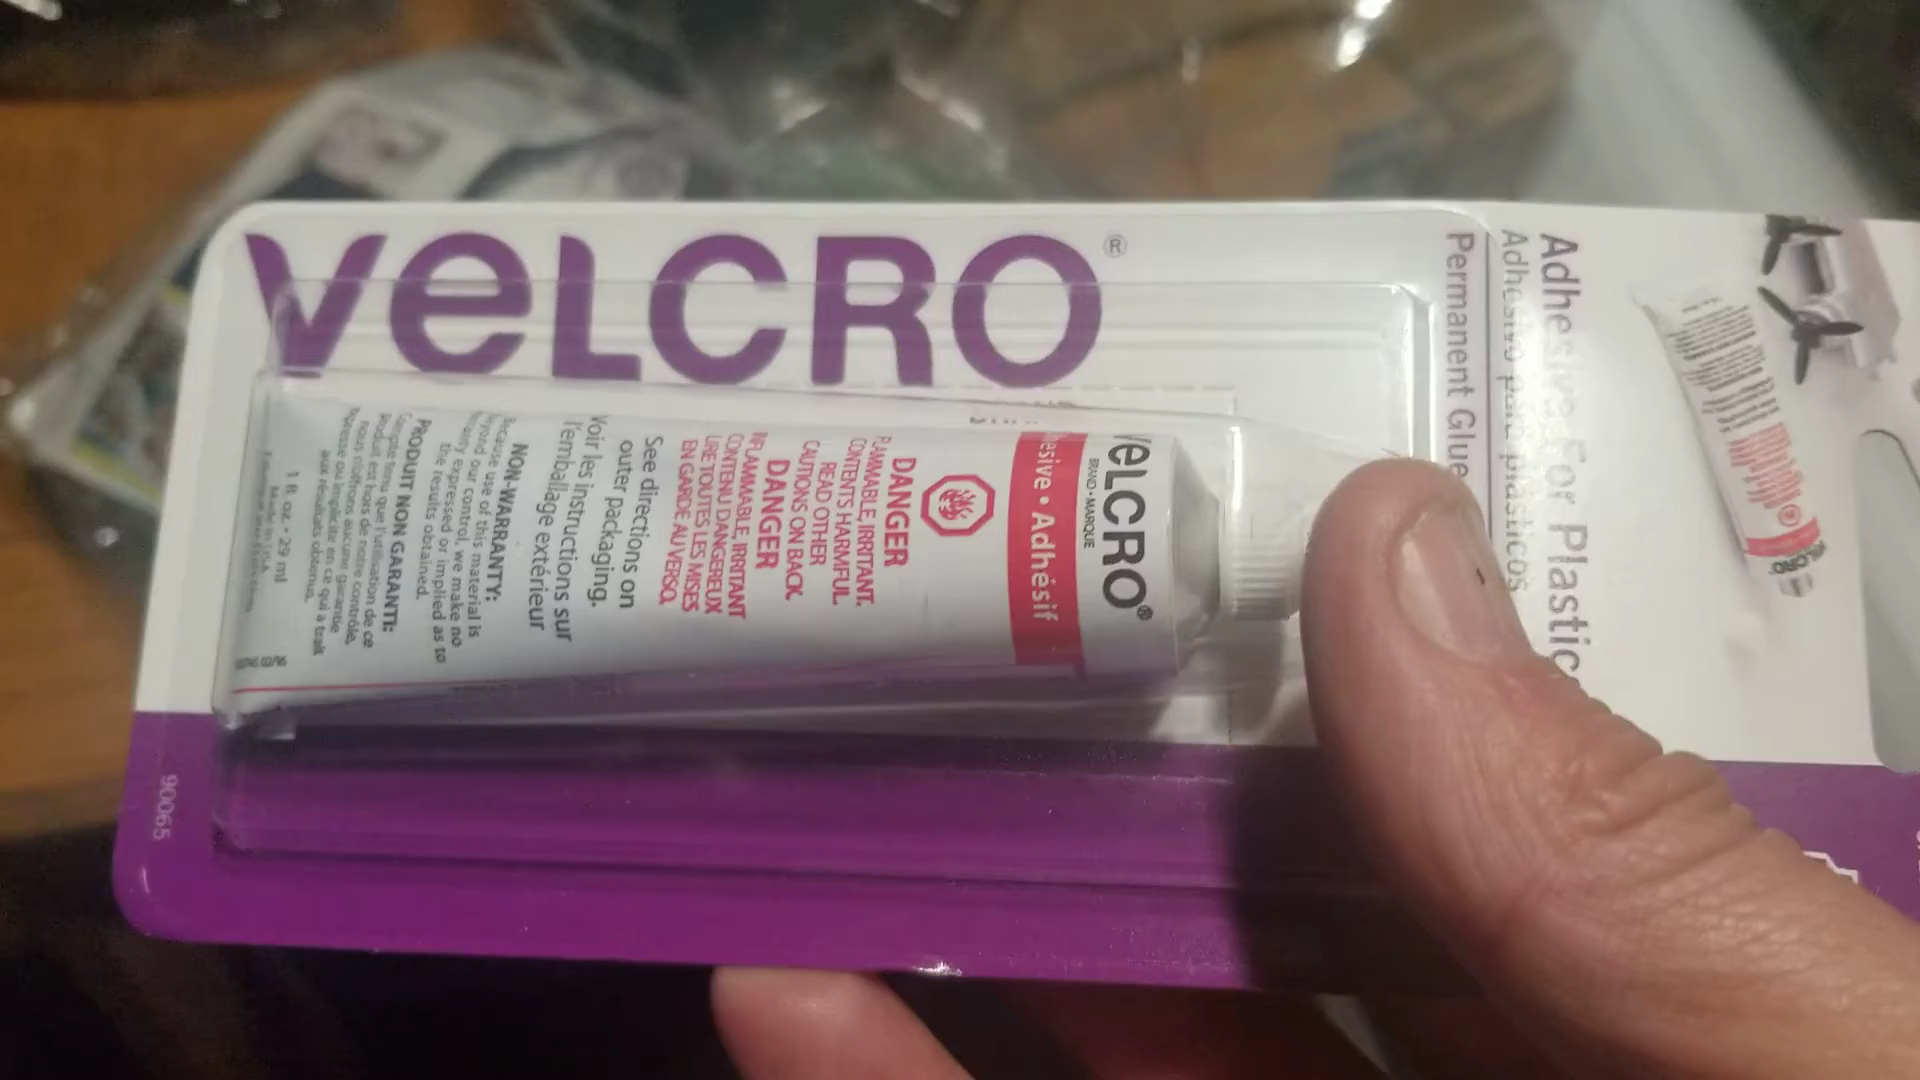 VELCRO®
Adhesive For Plastic
Adhesivo para plásticos
Permanent Glue
VELCRO®
BRAND • MARQUE
esive • Adhésif
DANGER
FLAMMABLE, IRRITANT.
CONTENTS HARMFUL.
READ OTHER
CAUTIONS ON BACK.
DANGER
INFLAMMABLE, IRRITANT
CONTENU DANGEREUX
LIRE TOUTES LES MISES
EN GARDE AU VERSO.
See directions on
outer packaging.
Voir les instructions sur
l'emballage extérieur
NON-WARRANTY:
Because use of this material is
beyond our control, we make no
warranty expressed or implied as to
the results obtained.
PRODUIT NON GARANTI:
Compte tenu que l'utilisation de ce
produit est hors de notre contrôle,
nous n'offrons aucune garantie
expresse ou implicite en ce qui a trait
aux résultats obtenus.
1 fl. oz. • 29 ml
Made in U.S.A.
90065
VELCRO